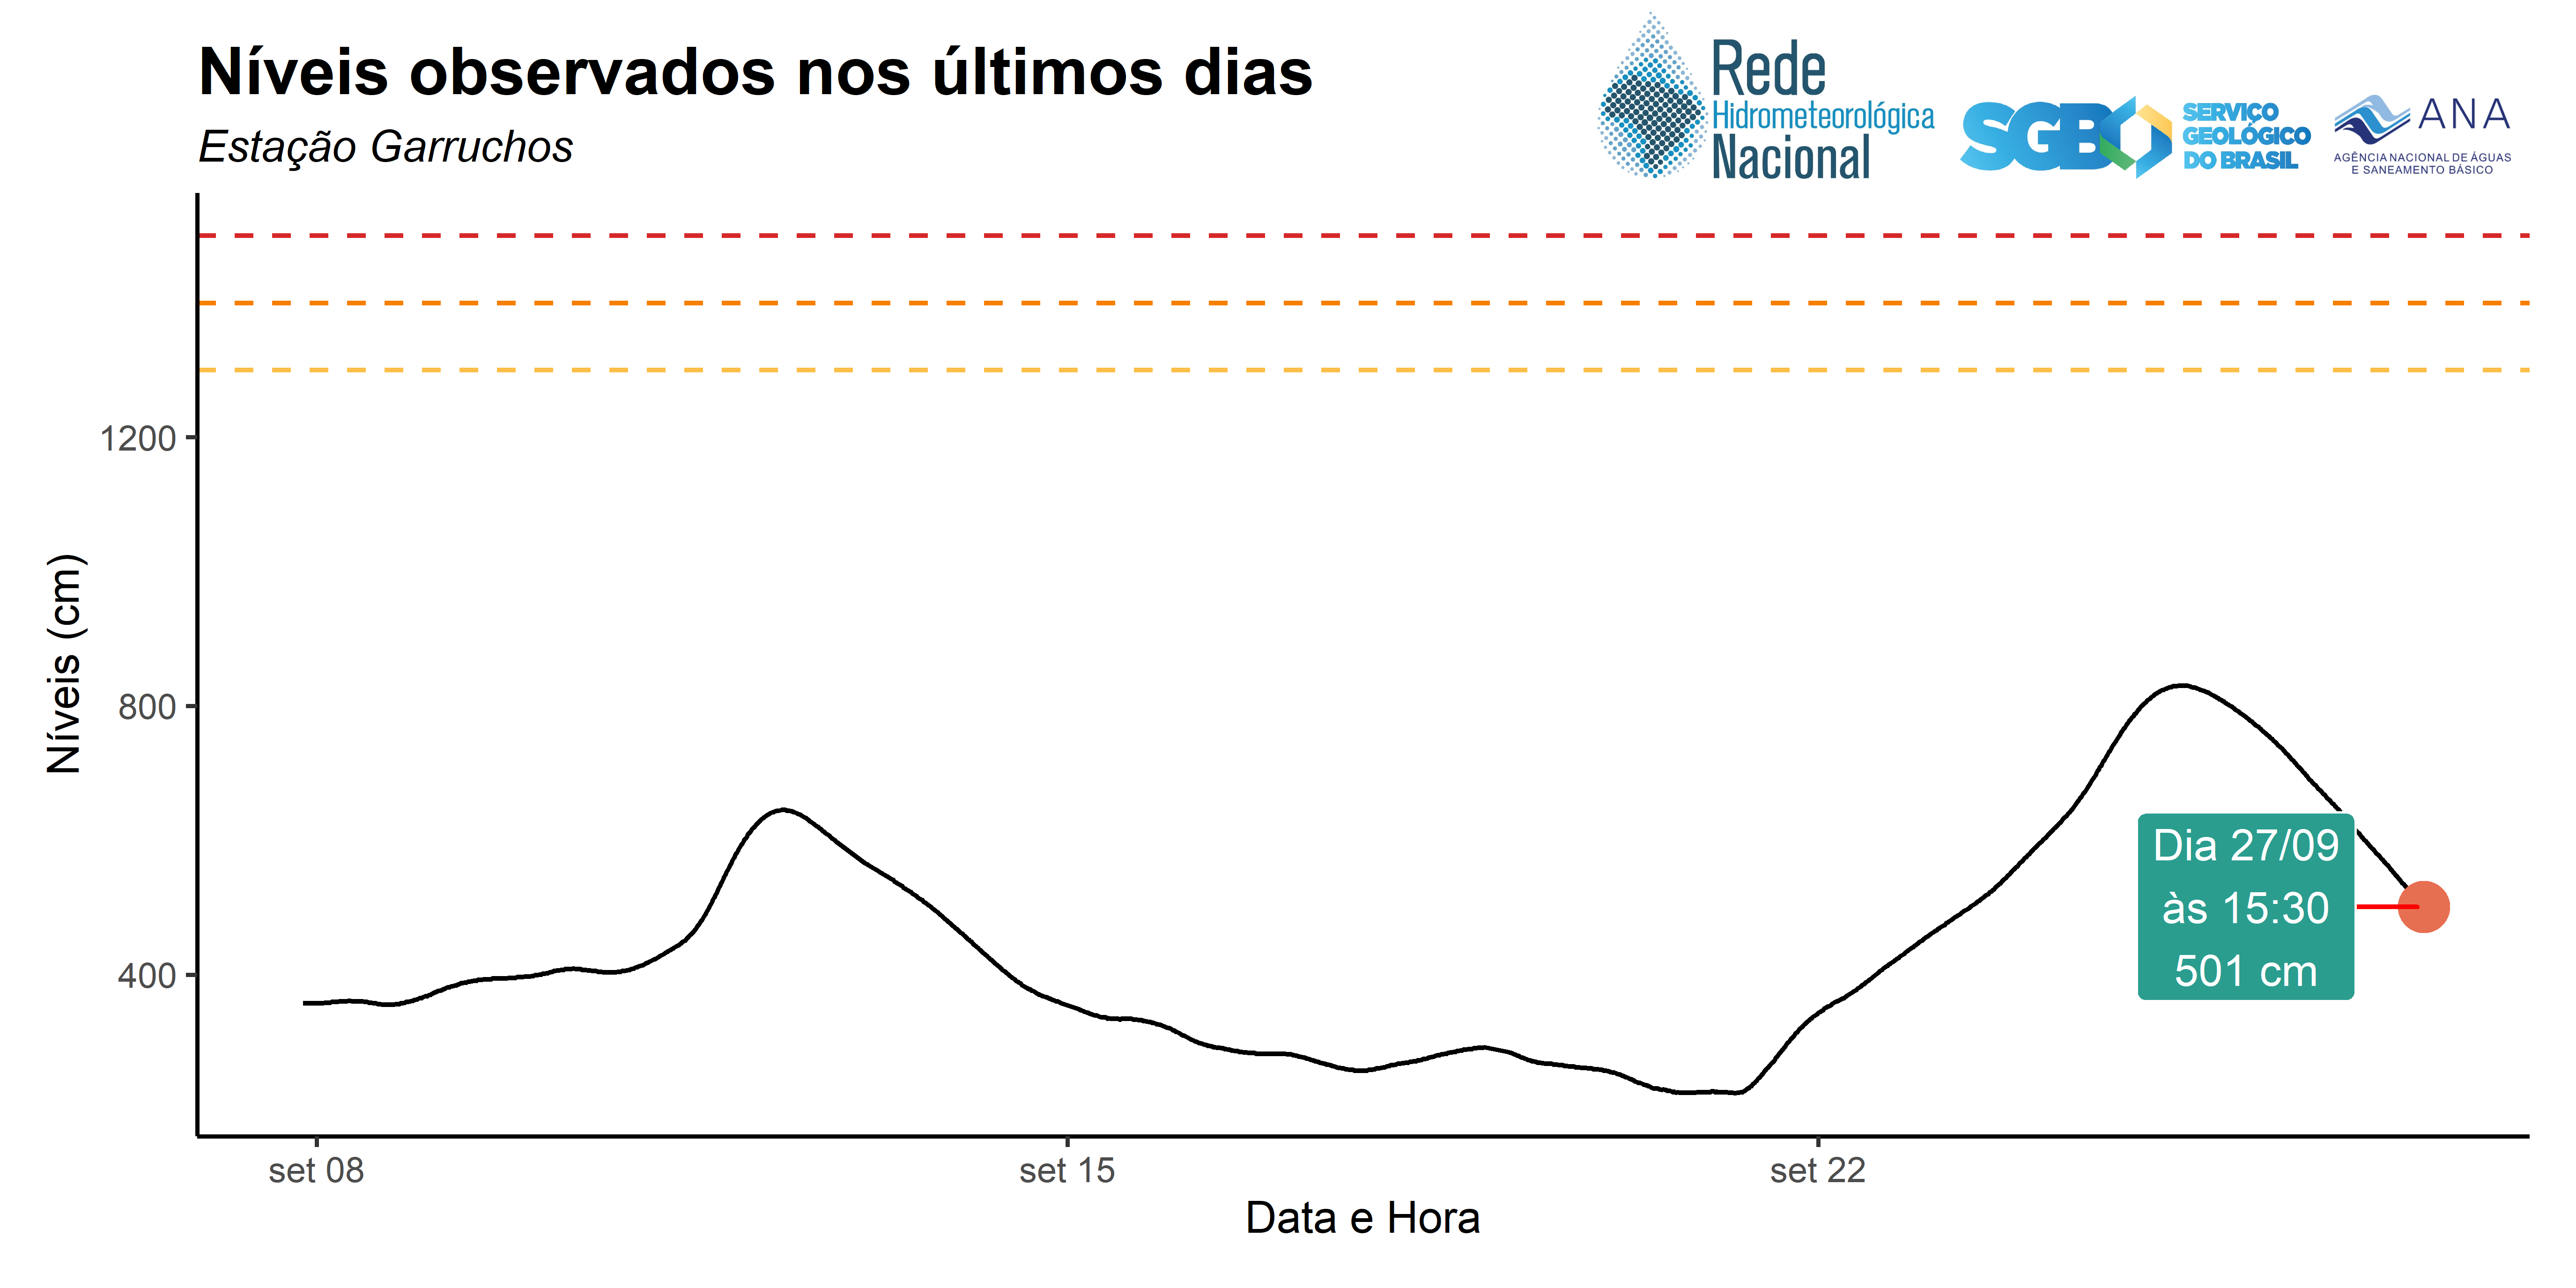 Níveis observados nos últimos dias
Estação Garruchos
Rede
Hidrometeorológica
Nacional
SGB
SERVIÇO
GEOLÓGICO
DO BRASIL
ANA
AGÊNCIA NACIONAL DE ÁGUAS
E SANEAMENTO BÁSICO
Níveis (cm)
1200
800
400
Dia 27/09
às 15:30
501 cm
set 08
set 15
set 22
Data e Hora